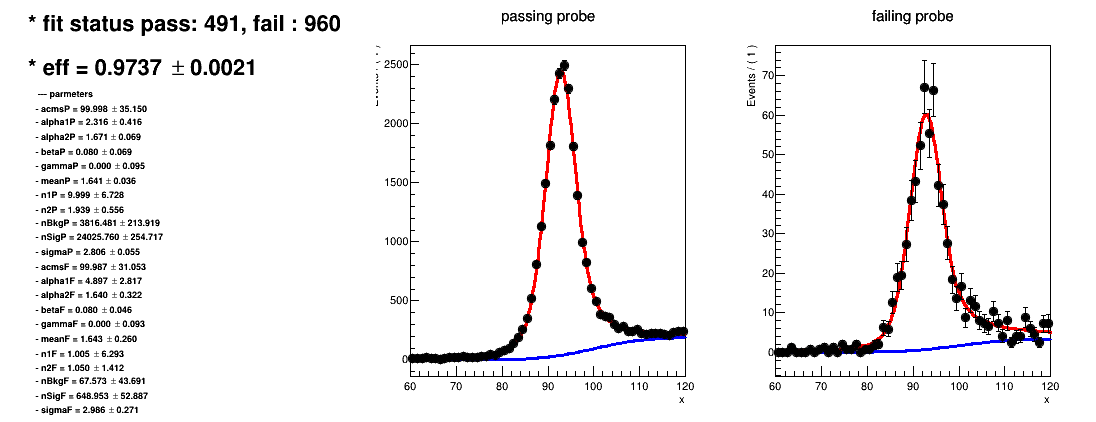 * fit status pass: 491, fail : 960
* eff = 0.9737 ± 0.0021
--- parmeters
- acmsP = 99.998 ± 35.150
- alpha1P = 2.316 ± 0.416
- alpha2P = 1.671 ± 0.069
- betaP = 0.080 ± 0.069
- gammaP = 0.000 ± 0.095
- meanP = 1.641 ± 0.036
- n1P = 9.999 ± 6.728
- n2P = 1.939 ± 0.556
- nBkgP = 3816.481 ± 213.919
- nSigP = 24025.760 ± 254.717
- sigmaP = 2.806 ± 0.055
- acmsF = 99.987 ± 31.053
- alpha1F = 4.897 ± 2.817
- alpha2F = 1.640 ± 0.322
- betaF = 0.080 ± 0.046
- gammaF = 0.000 ± 0.093
- meanF = 1.643 ± 0.260
- n1F = 1.005 ± 6.293
- n2F = 1.050 ± 1.412
- nBkgF = 67.573 ± 43.691
- nSigF = 648.953 ± 52.887
- sigmaF = 2.986 ± 0.271
passing probe
2500
2000
1500
1000
500
0
60 70 80 90 100 110 120
x
failing probe
Events / ( 1 )
70
60
50
40
30
20
10
0
60 70 80 90 100 110 120
x